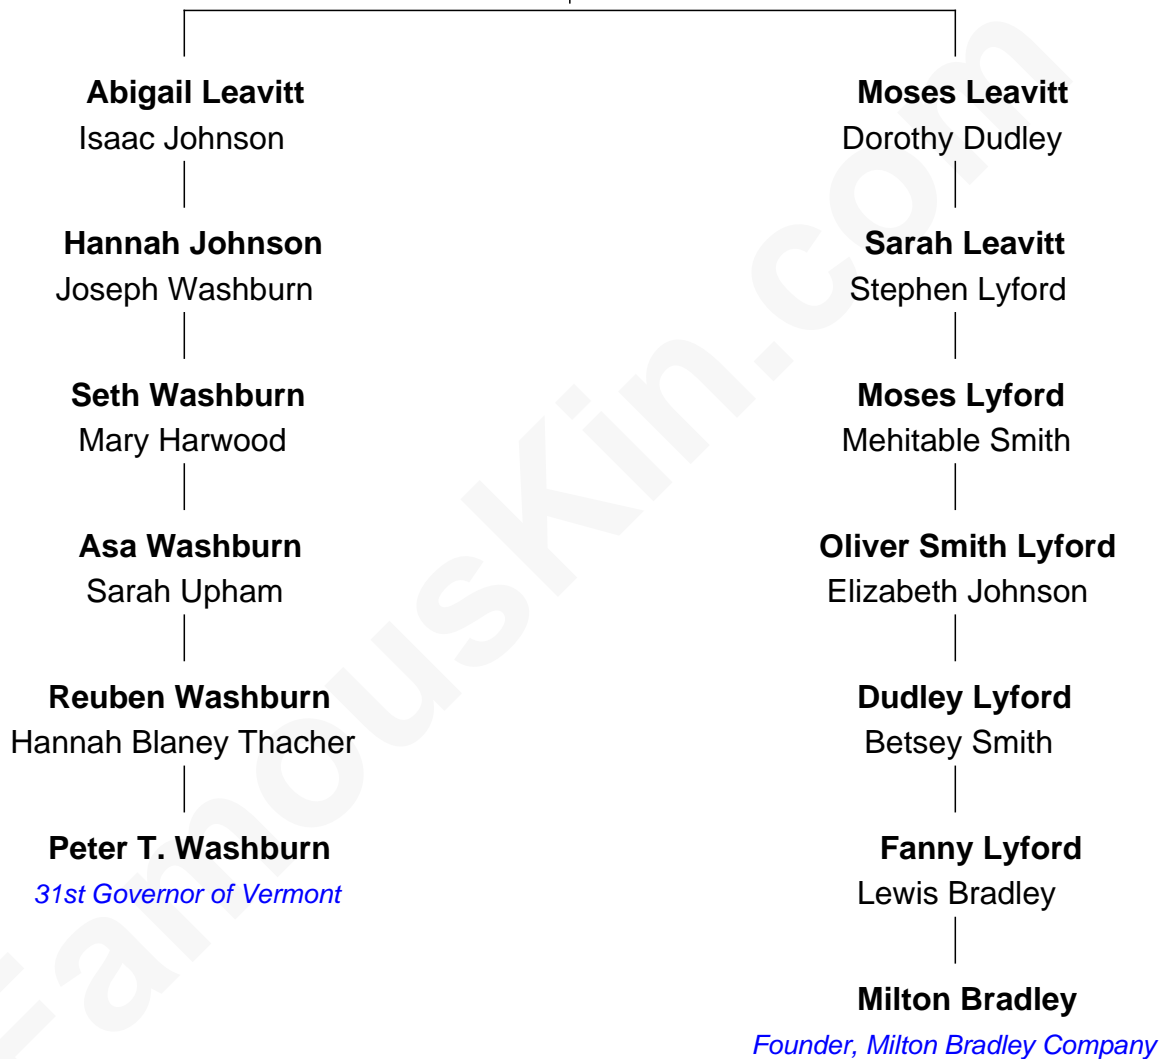 Abigail Leavitt
Isaac Johnson
Hannah Johnson
Joseph Washburn
Seth Washburn
Mary Harwood
Asa Washburn
Sarah Upham
Reuben Washburn
Hannah Blaney Thacher
Peter T. Washburn
31st Governor of Vermont
Moses Leavitt
Dorothy Dudley
Sarah Leavitt
Stephen Lyford
Moses Lyford
Mehitable Smith
Oliver Smith Lyford
Elizabeth Johnson
Dudley Lyford
Betsey Smith
Fanny Lyford
Lewis Bradley
Milton Bradley
Founder, Milton Bradley Company
FamousKin.com